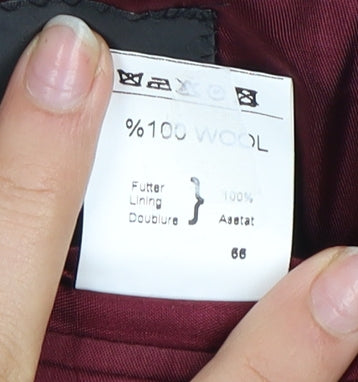 %100 WOOL
Futter
Lining } 100%
Doublure Asetat
66